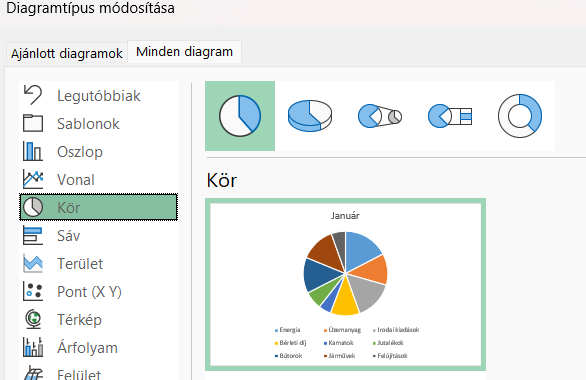 Diagramtípus módosítása
Ajánlott diagramok
Minden diagram
Legutóbbiak
Sablonok
Oszlop
Vonal
Kör
Sáv
Terület
Pont (X Y)
Térkép
Árfolyam
Felület
Kör
Január
Energia Üzemanyag Irodai kiadások
Bérleti díj Kamatok Jutalékok
Bútorok Járművek Felújítások